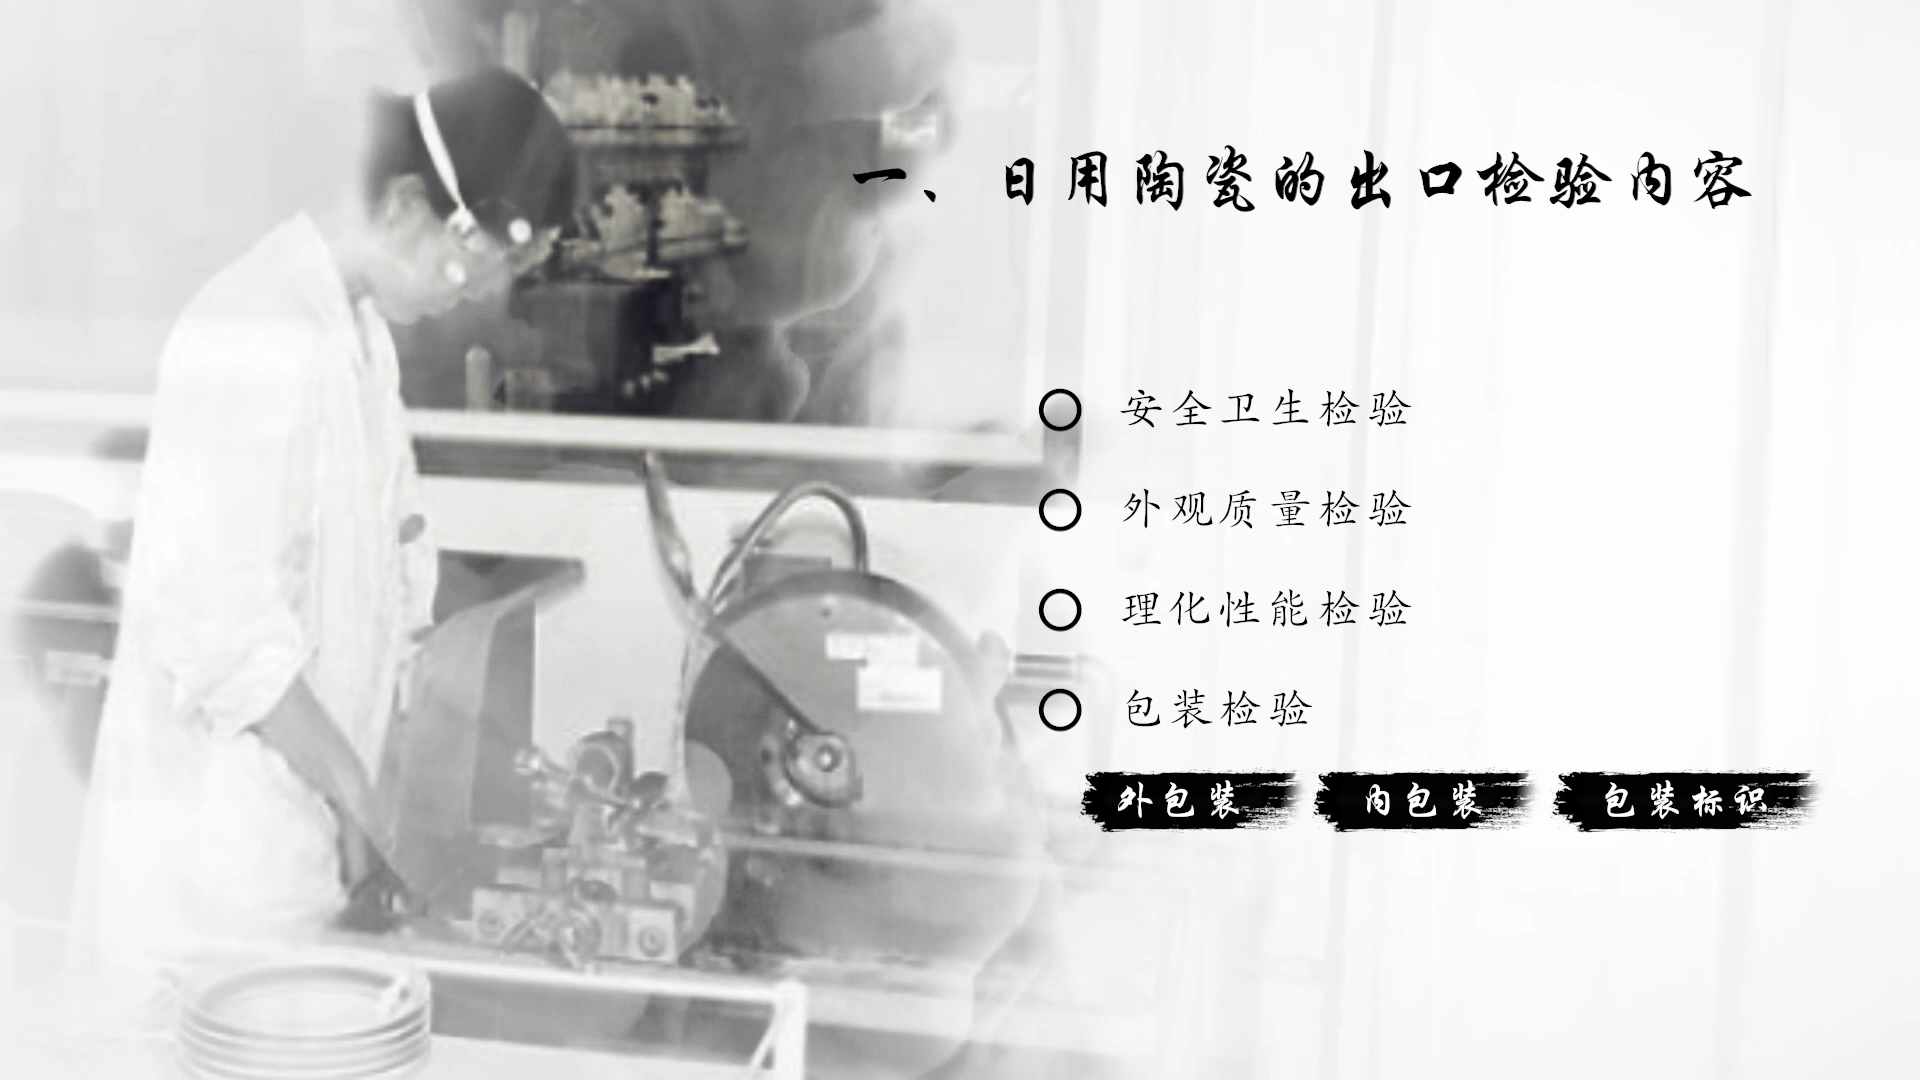 一、日用陶瓷的出口检验内容
安全卫生检验
外观质量检验
理化性能检验
包装检验
外包装 内包装 包装标识